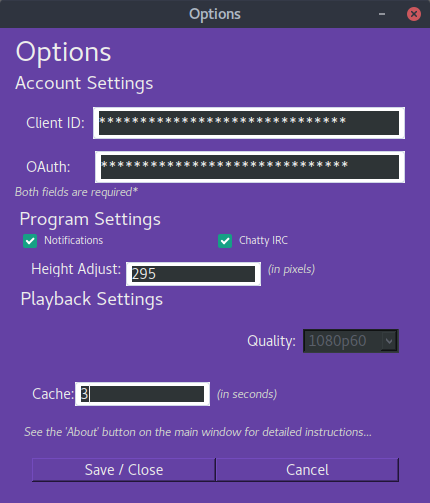 Options
Options
Account Settings
Client ID: ******************************
OAuth: ******************************
Both fields are required*
Program Settings
Notifications Chatty IRC
Height Adjust: 295 (in pixels)
Playback Settings
Quality: 1080p60
Cache: 3 (in seconds)
See the 'About' button on the main window for detailed instructions...
Save / Close Cancel